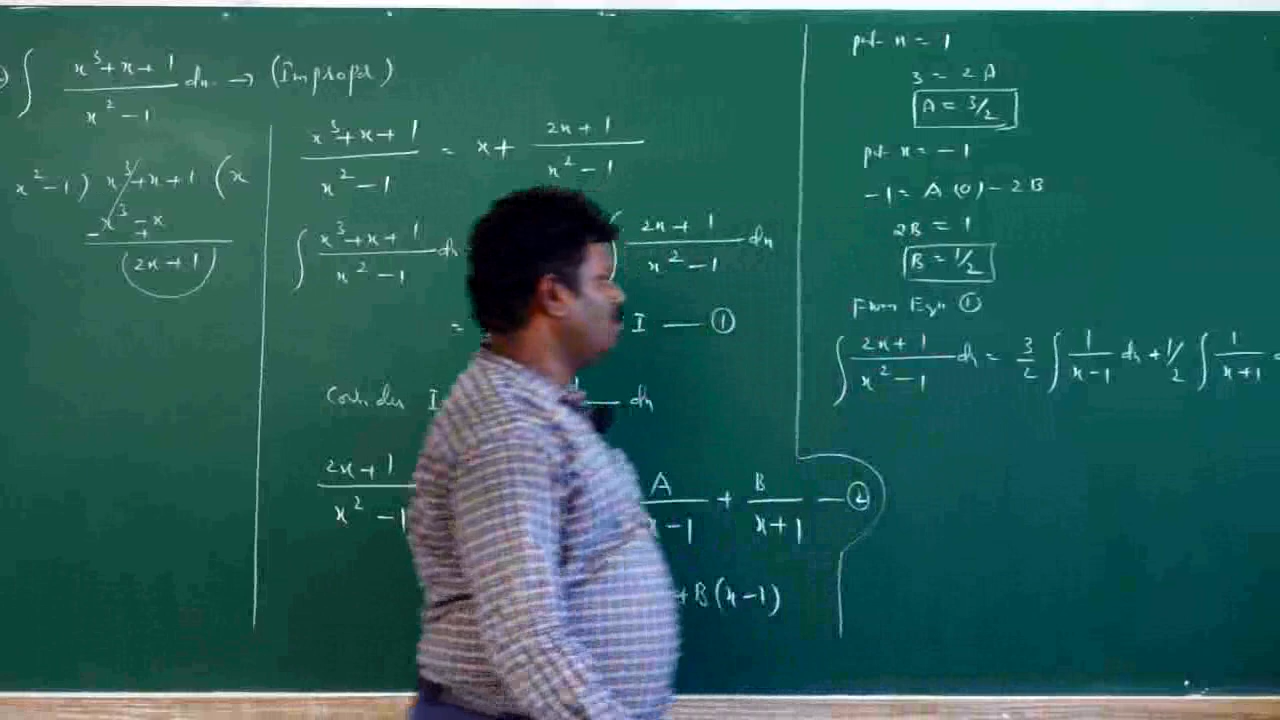 ∫ (x³+x+1)/(x²−1) dx → (Improper)
x²−1) x³+x+1 (x
x³ − x
− +
(2x+1)
(x³+x+1)/(x²−1) = x + (2x+1)/(x²−1)
∫ (x³+x+1)/(x²−1) dx ∫ (2x+1)/(x²−1) dx
= I — ①
Consider I dx
(2x+1)/(x²−1) A/(x−1) + B/(x+1) — ②
+B(x−1)
put x = 1
3 = 2A
A = 3/2
put x = −1
−1 = A(0) − 2B
2B = 1
B = 1/2
From Eqn ①
∫ (2x+1)/(x²−1) dx = 3/2 ∫ 1/(x−1) dx + 1/2 ∫ 1/(x+1)